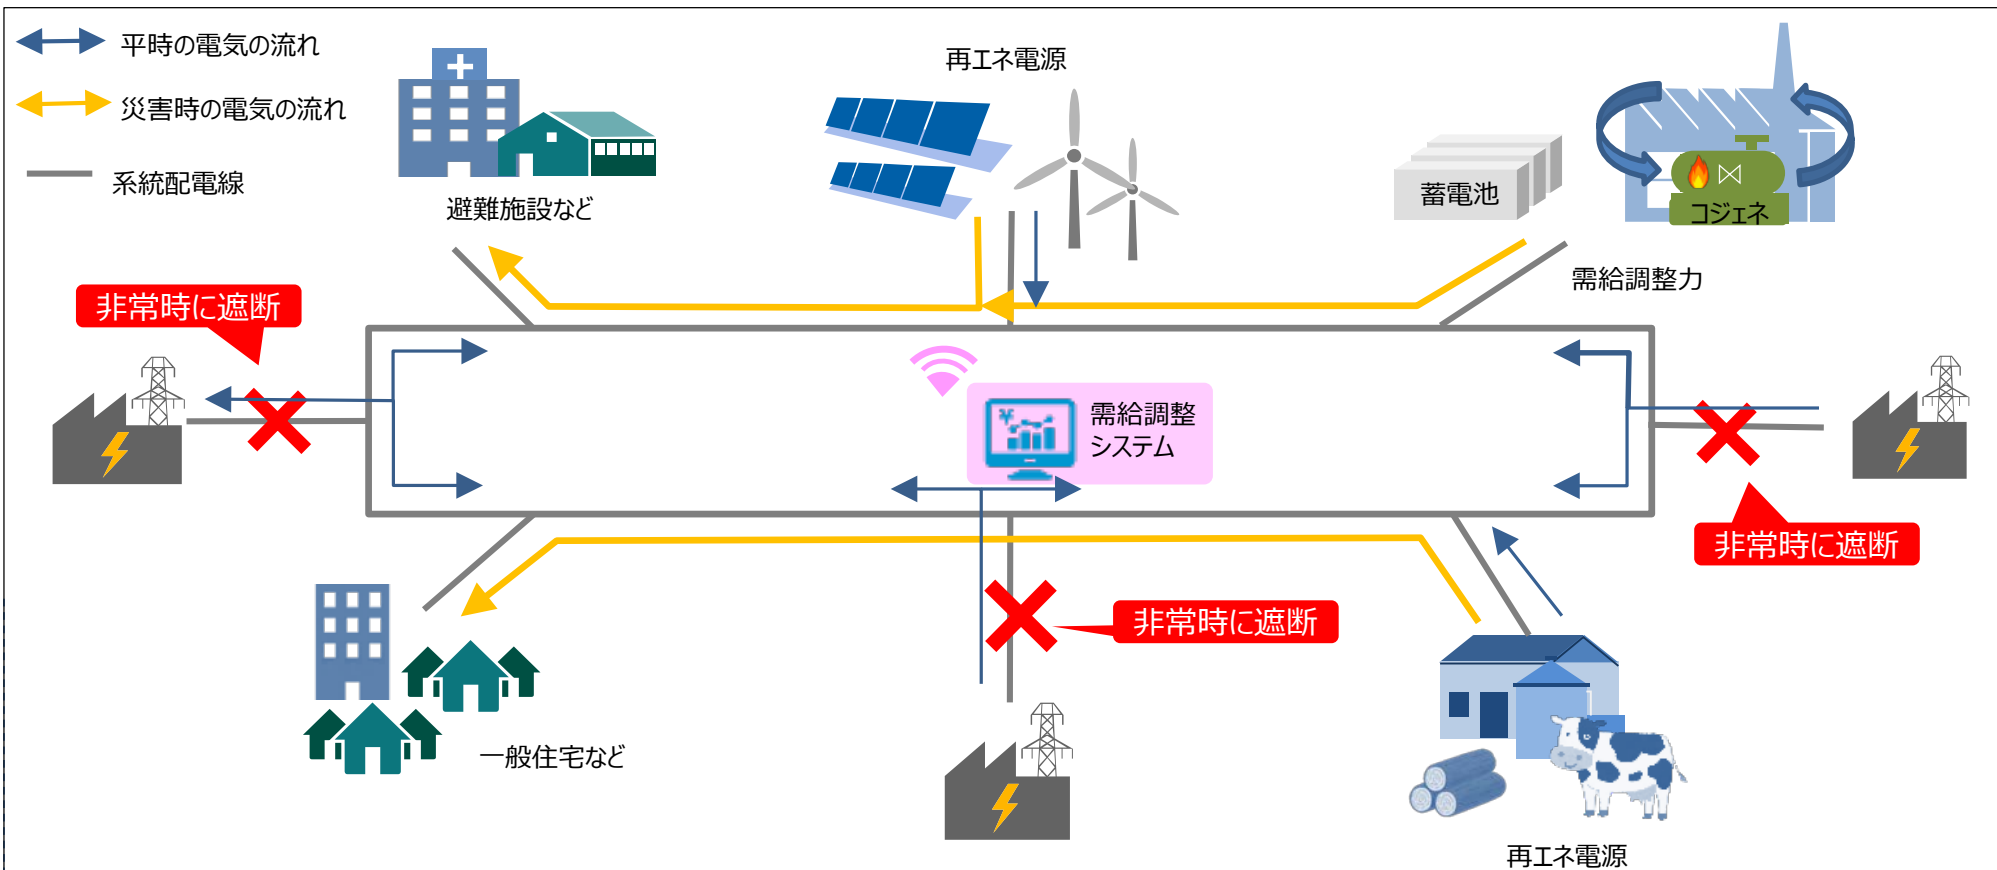 平時の電気の流れ
災害時の電気の流れ
系統配電線
避難施設など
再エネ電源
蓄電池
コジェネ
需給調整力
非常時に遮断
需給調整
システム
非常時に遮断
非常時に遮断
一般住宅など
再エネ電源